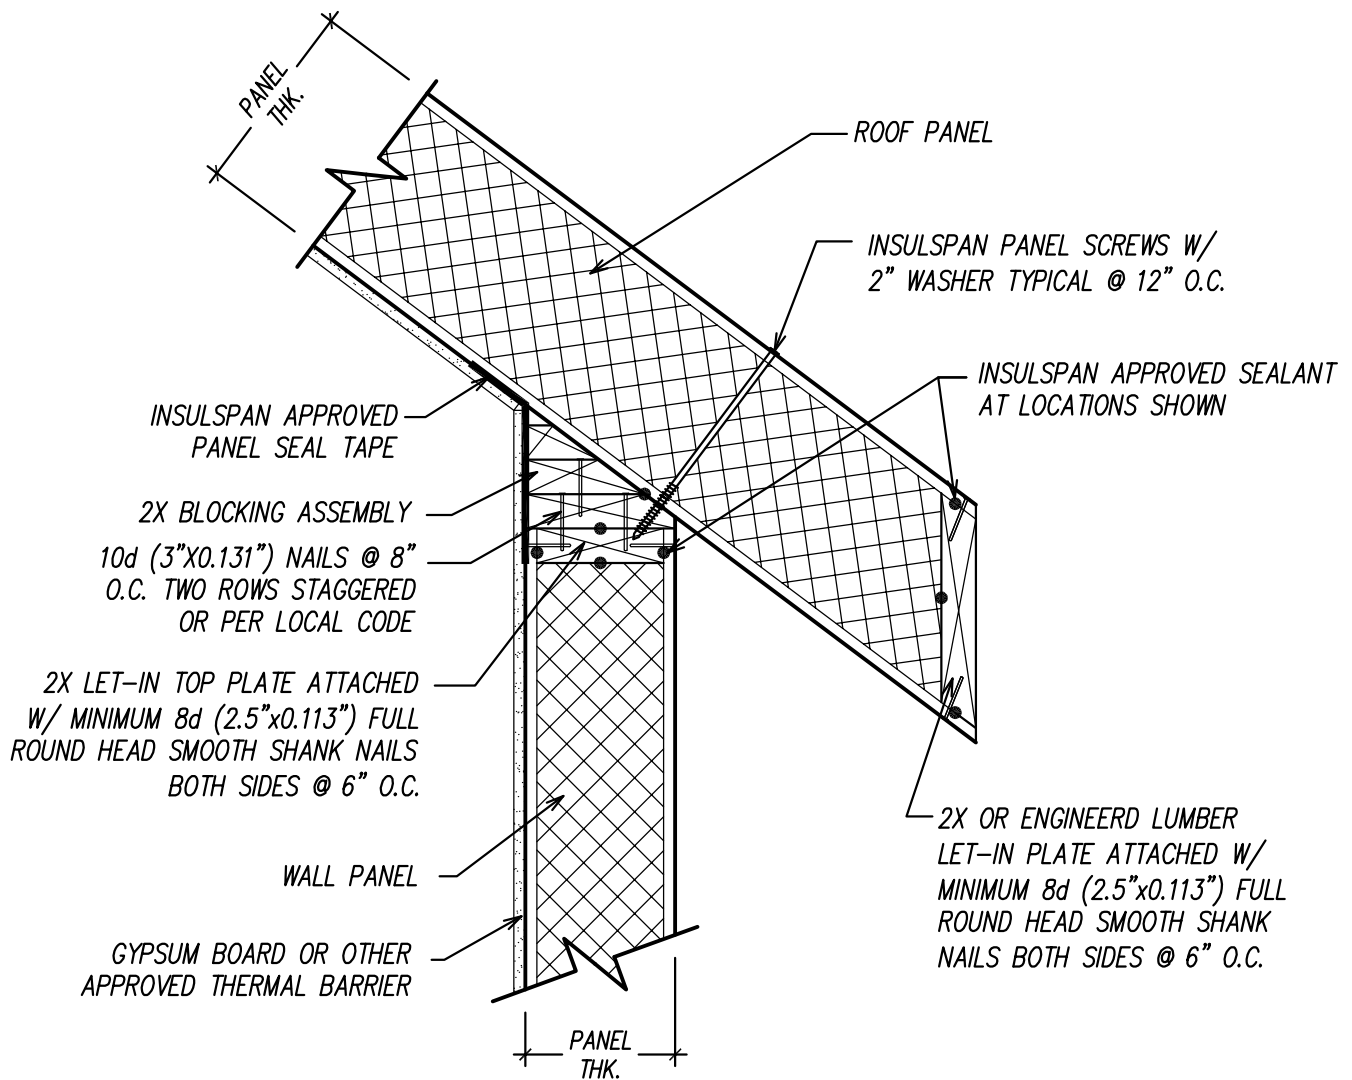 PANEL
THK.
ROOF PANEL
INSULSPAN PANEL SCREWS W/
2" WASHER TYPICAL @ 12" O.C.
INSULSPAN APPROVED SEALANT
AT LOCATIONS SHOWN
INSULSPAN APPROVED
PANEL SEAL TAPE
2X BLOCKING ASSEMBLY
10d (3"X0.131") NAILS @ 8"
O.C. TWO ROWS STAGGERED
OR PER LOCAL CODE
2X LET-IN TOP PLATE ATTACHED
W/ MINIMUM 8d (2.5"x0.113") FULL
ROUND HEAD SMOOTH SHANK NAILS
BOTH SIDES @ 6" O.C.
WALL PANEL
GYPSUM BOARD OR OTHER
APPROVED THERMAL BARRIER
2X OR ENGINEERD LUMBER
LET-IN PLATE ATTACHED W/
MINIMUM 8d (2.5"x0.113") FULL
ROUND HEAD SMOOTH SHANK
NAILS BOTH SIDES @ 6" O.C.
PANEL
THK.